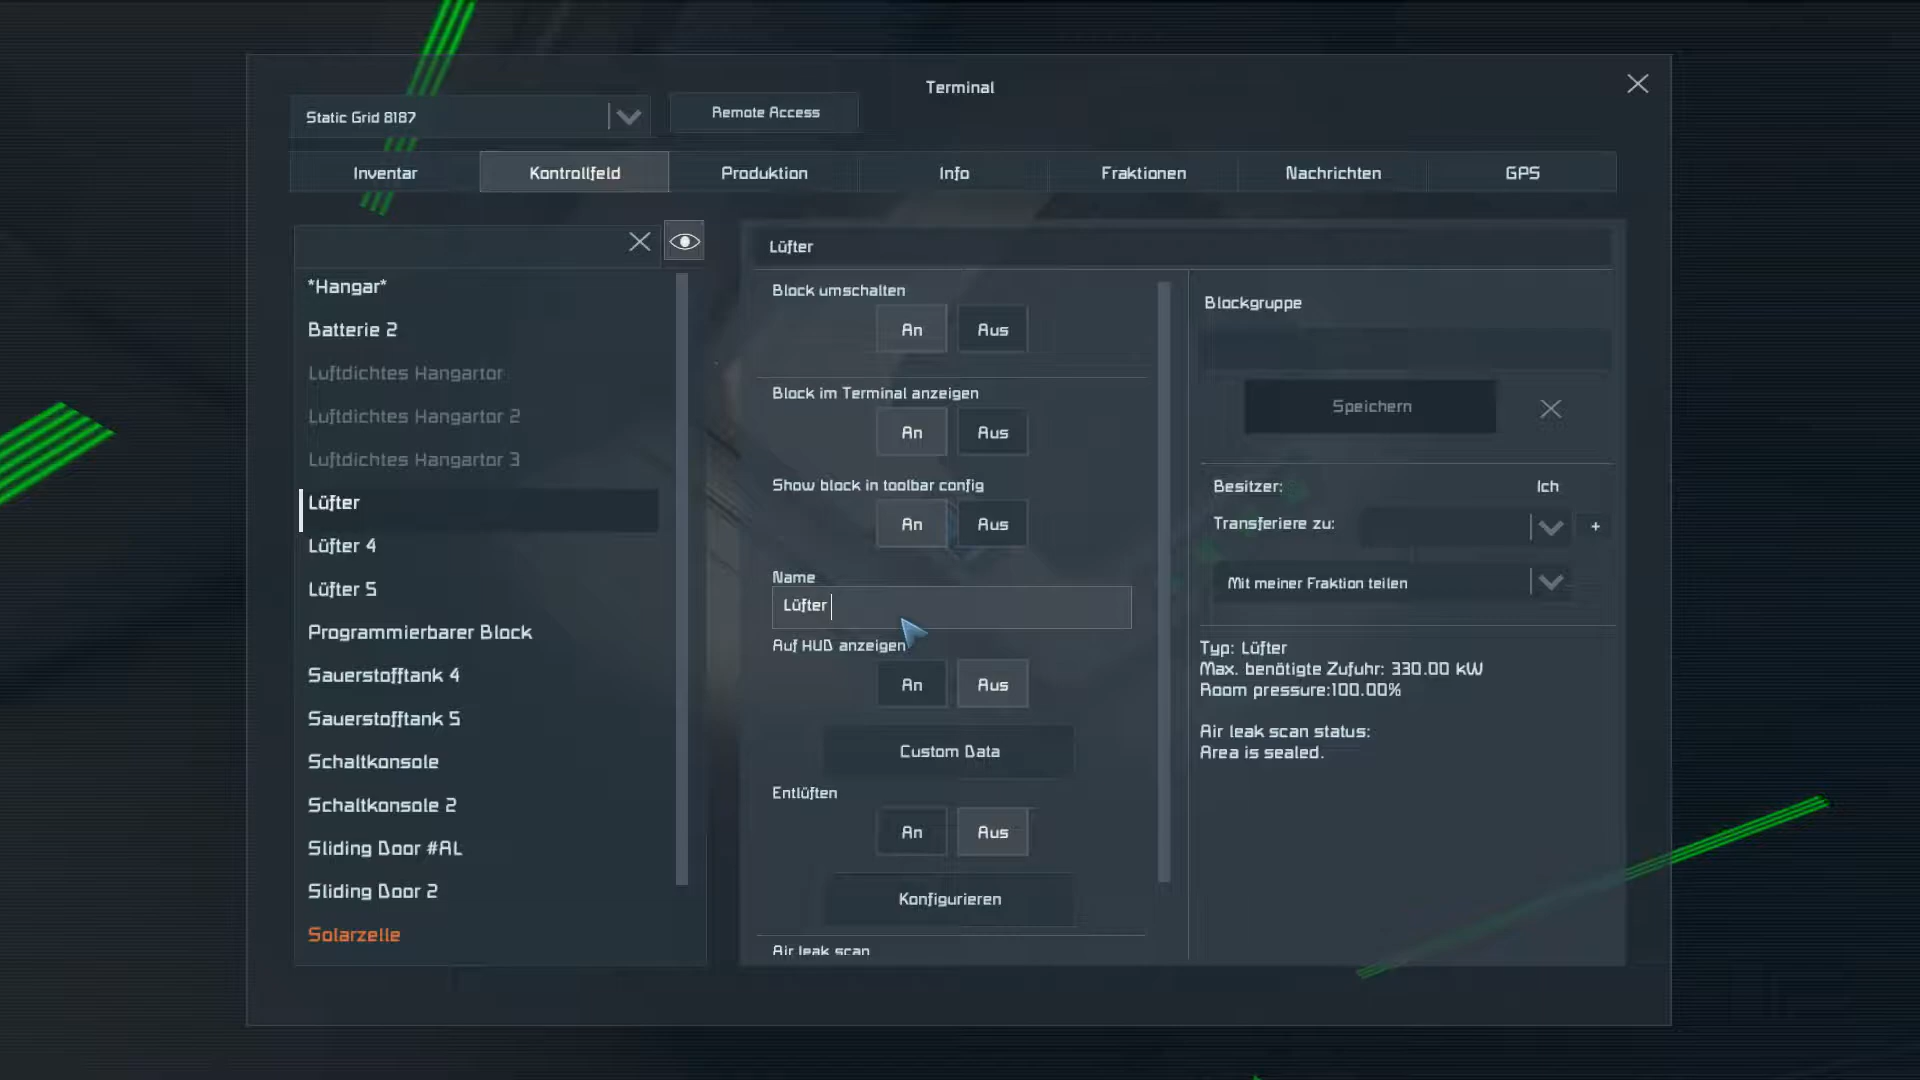 Terminal
Static Grid 8187
Remote Access
Inventar
Kontrollfeld
Produktion
Info
Fraktionen
Nachrichten
GPS
*Hangar*
Batterie 2
Luftdichtes Hangartor
Luftdichtes Hangartor 2
Luftdichtes Hangartor 3
Lüfter
Lüfter 4
Lüfter 5
Programmierbarer Block
Sauerstofftank 4
Sauerstofftank 5
Schaltkonsole
Schaltkonsole 2
Sliding Door #AL
Sliding Door 2
Solarzelle
Lüfter
Block umschalten
An Aus
Block im Terminal anzeigen
An Aus
Show block in toolbar config
An Aus
Name
Lüfter
Auf HUD anzeigen
An Aus
Custom Data
Entlüften
An Aus
Konfigurieren
Air leak scan
Blockgruppe
Speichern
Besitzer: Ich
Transferiere zu: +
Mit meiner Fraktion teilen
Typ: Lüfter
Max. benötigte Zufuhr: 330.00 kW
Room pressure:100.00%
Air leak scan status:
Area is sealed.